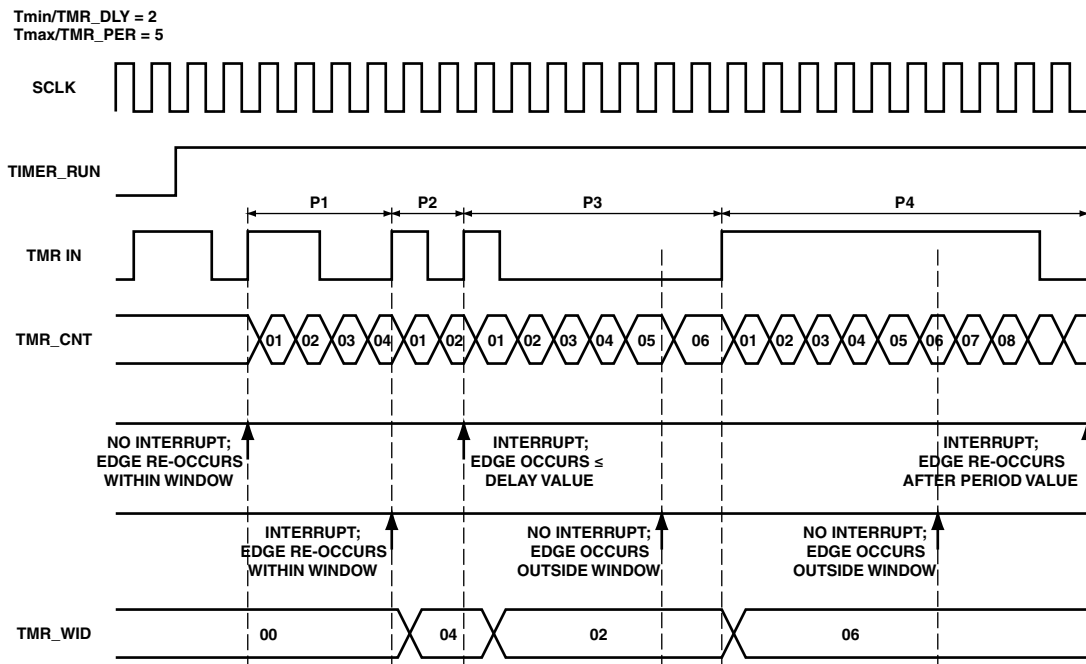 Tmin/TMR_DLY = 2
Tmax/TMR_PER = 5
SCLK
TIMER_RUN
P1 P2 P3 P4
TMR IN
TMR_CNT
01 02 03 04 01 02 01 02 03 04 05 06 01 02 03 04 05 06 07 08
NO INTERRUPT;
EDGE RE-OCCURS
WITHIN WINDOW
INTERRUPT;
EDGE OCCURS ≤
DELAY VALUE
INTERRUPT;
EDGE RE-OCCURS
AFTER PERIOD VALUE
INTERRUPT;
EDGE RE-OCCURS
WITHIN WINDOW
NO INTERRUPT;
EDGE OCCURS
OUTSIDE WINDOW
NO INTERRUPT;
EDGE OCCURS
OUTSIDE WINDOW
TMR_WID
00 04 02 06